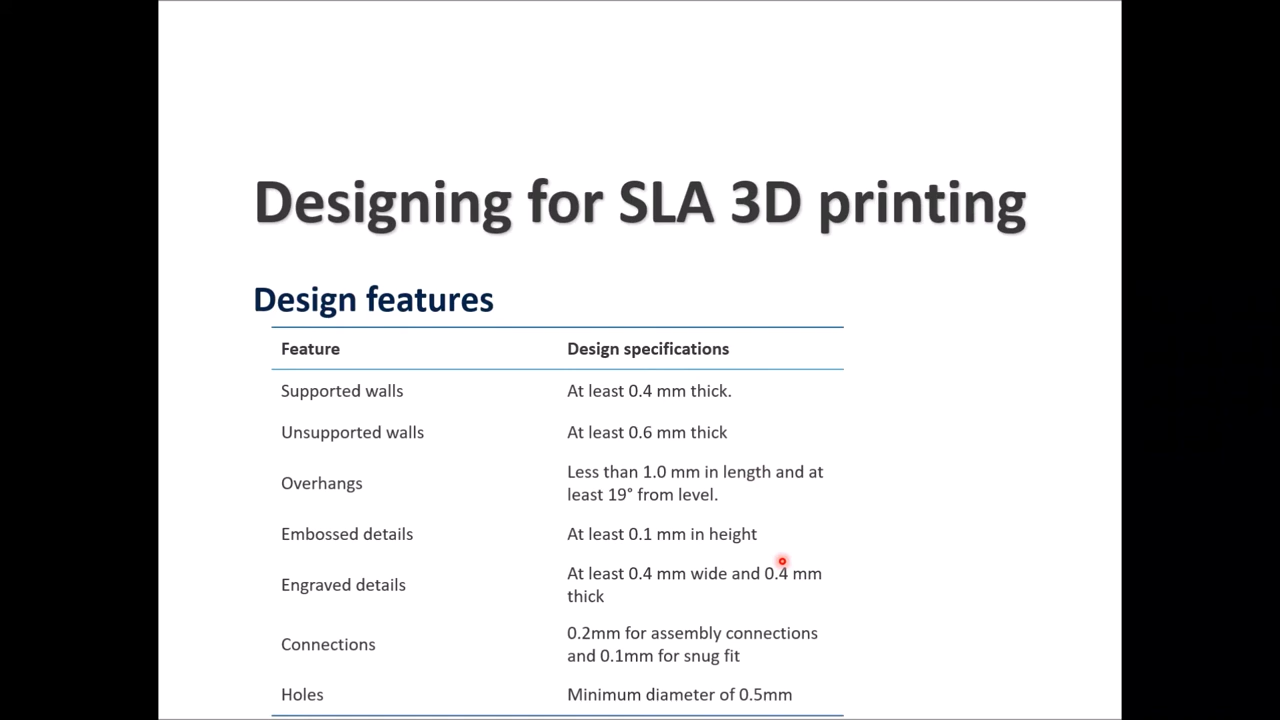 Designing for SLA 3D printing
Design features
Feature Design specifications
Supported walls At least 0.4 mm thick.
Unsupported walls At least 0.6 mm thick
Overhangs Less than 1.0 mm in length and at
least 19° from level.
Embossed details At least 0.1 mm in height
Engraved details At least 0.4 mm wide and 0.4 mm
thick
Connections 0.2mm for assembly connections
and 0.1mm for snug fit
Holes Minimum diameter of 0.5mm